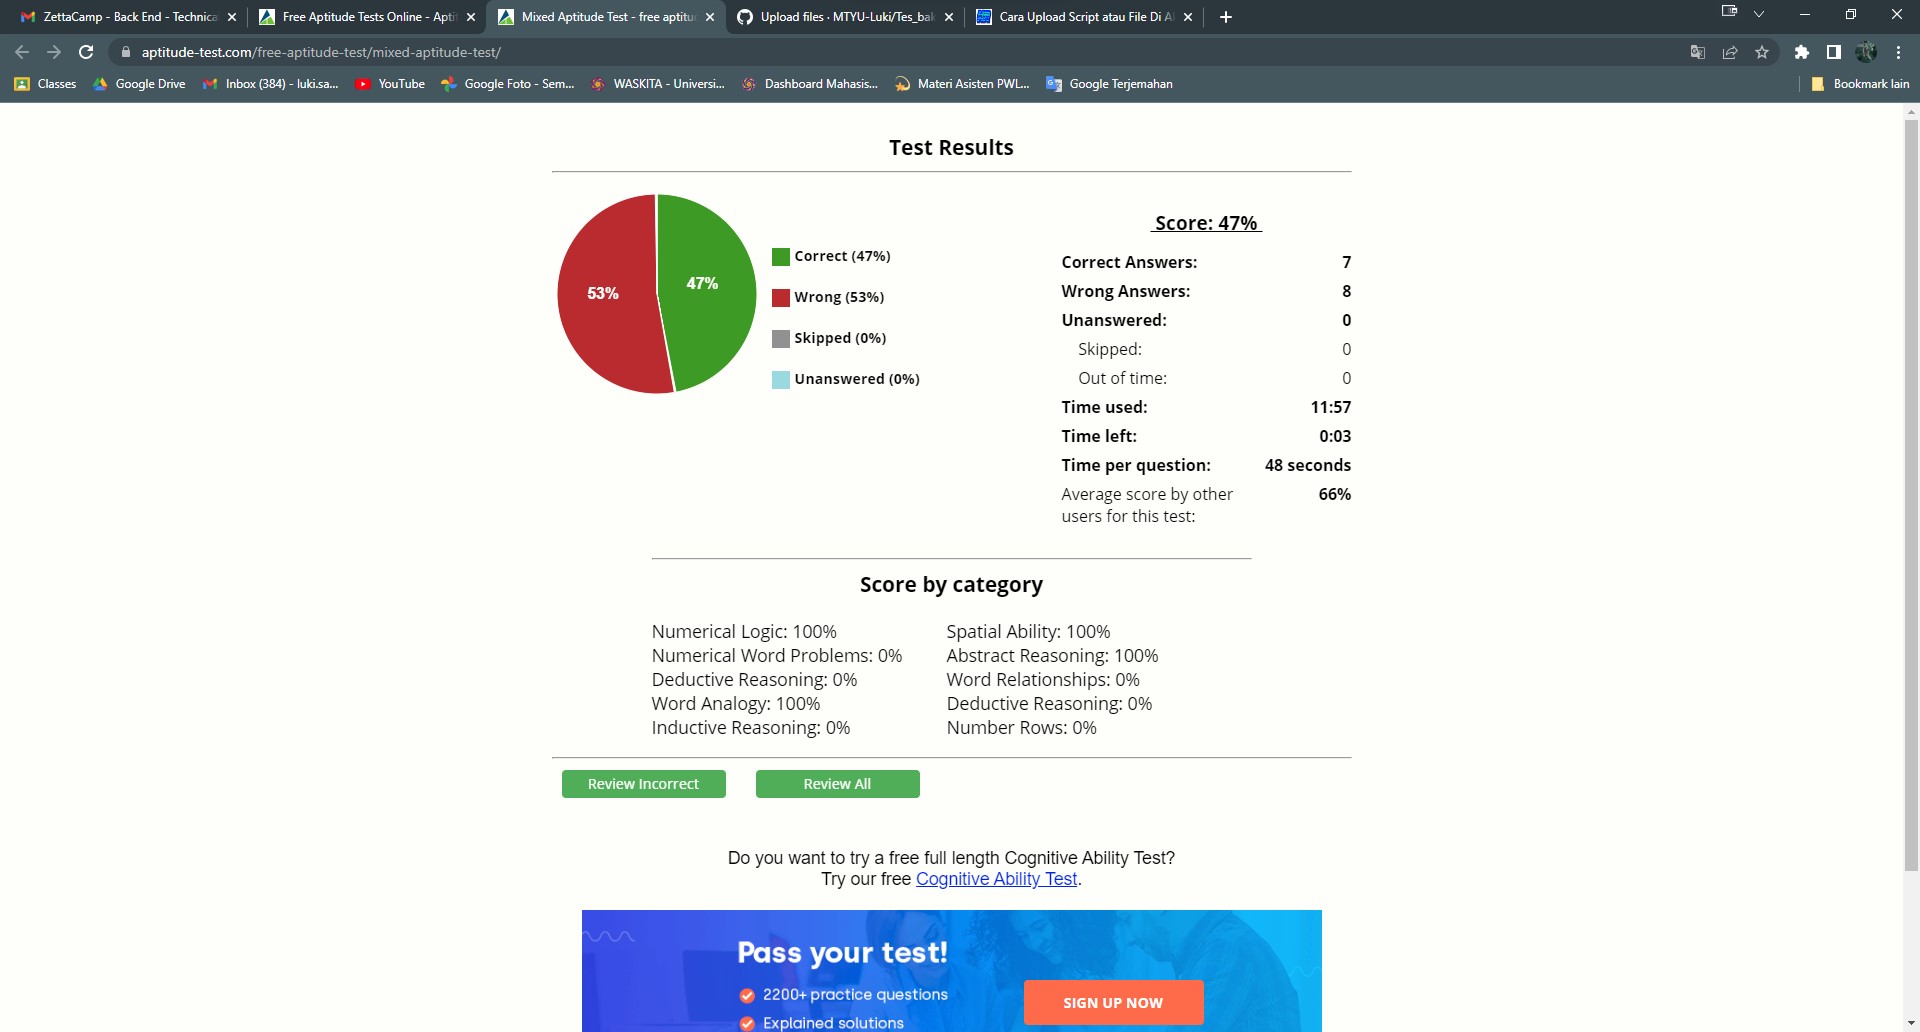 ZettaCamp - Back End - Technica
Free Aptitude Tests Online - Apti
Mixed Aptitude Test - free aptitu
Upload files · MTYU-Luki/Tes_bak
Cara Upload Script atau File Di A
aptitude-test.com/free-aptitude-test/mixed-aptitude-test/
Classes
Google Drive
Inbox (384) - luki.sa...
YouTube
Google Foto - Sem...
WASKITA - Universi...
Dashboard Mahasis...
Materi Asisten PWL...
Google Terjemahan
Bookmark lain
Test Results
53%
47%
Correct (47%)
Wrong (53%)
Skipped (0%)
Unanswered (0%)
Score: 47%
Correct Answers: 7
Wrong Answers: 8
Unanswered: 0
Skipped: 0
Out of time: 0
Time used: 11:57
Time left: 0:03
Time per question: 48 seconds
Average score by other 66%
users for this test:
Score by category
Numerical Logic: 100%
Numerical Word Problems: 0%
Deductive Reasoning: 0%
Word Analogy: 100%
Inductive Reasoning: 0%
Spatial Ability: 100%
Abstract Reasoning: 100%
Word Relationships: 0%
Deductive Reasoning: 0%
Number Rows: 0%
Review Incorrect
Review All
Do you want to try a free full length Cognitive Ability Test?
Try our free Cognitive Ability Test.
Pass your test!
2200+ practice questions
Explained solutions
SIGN UP NOW